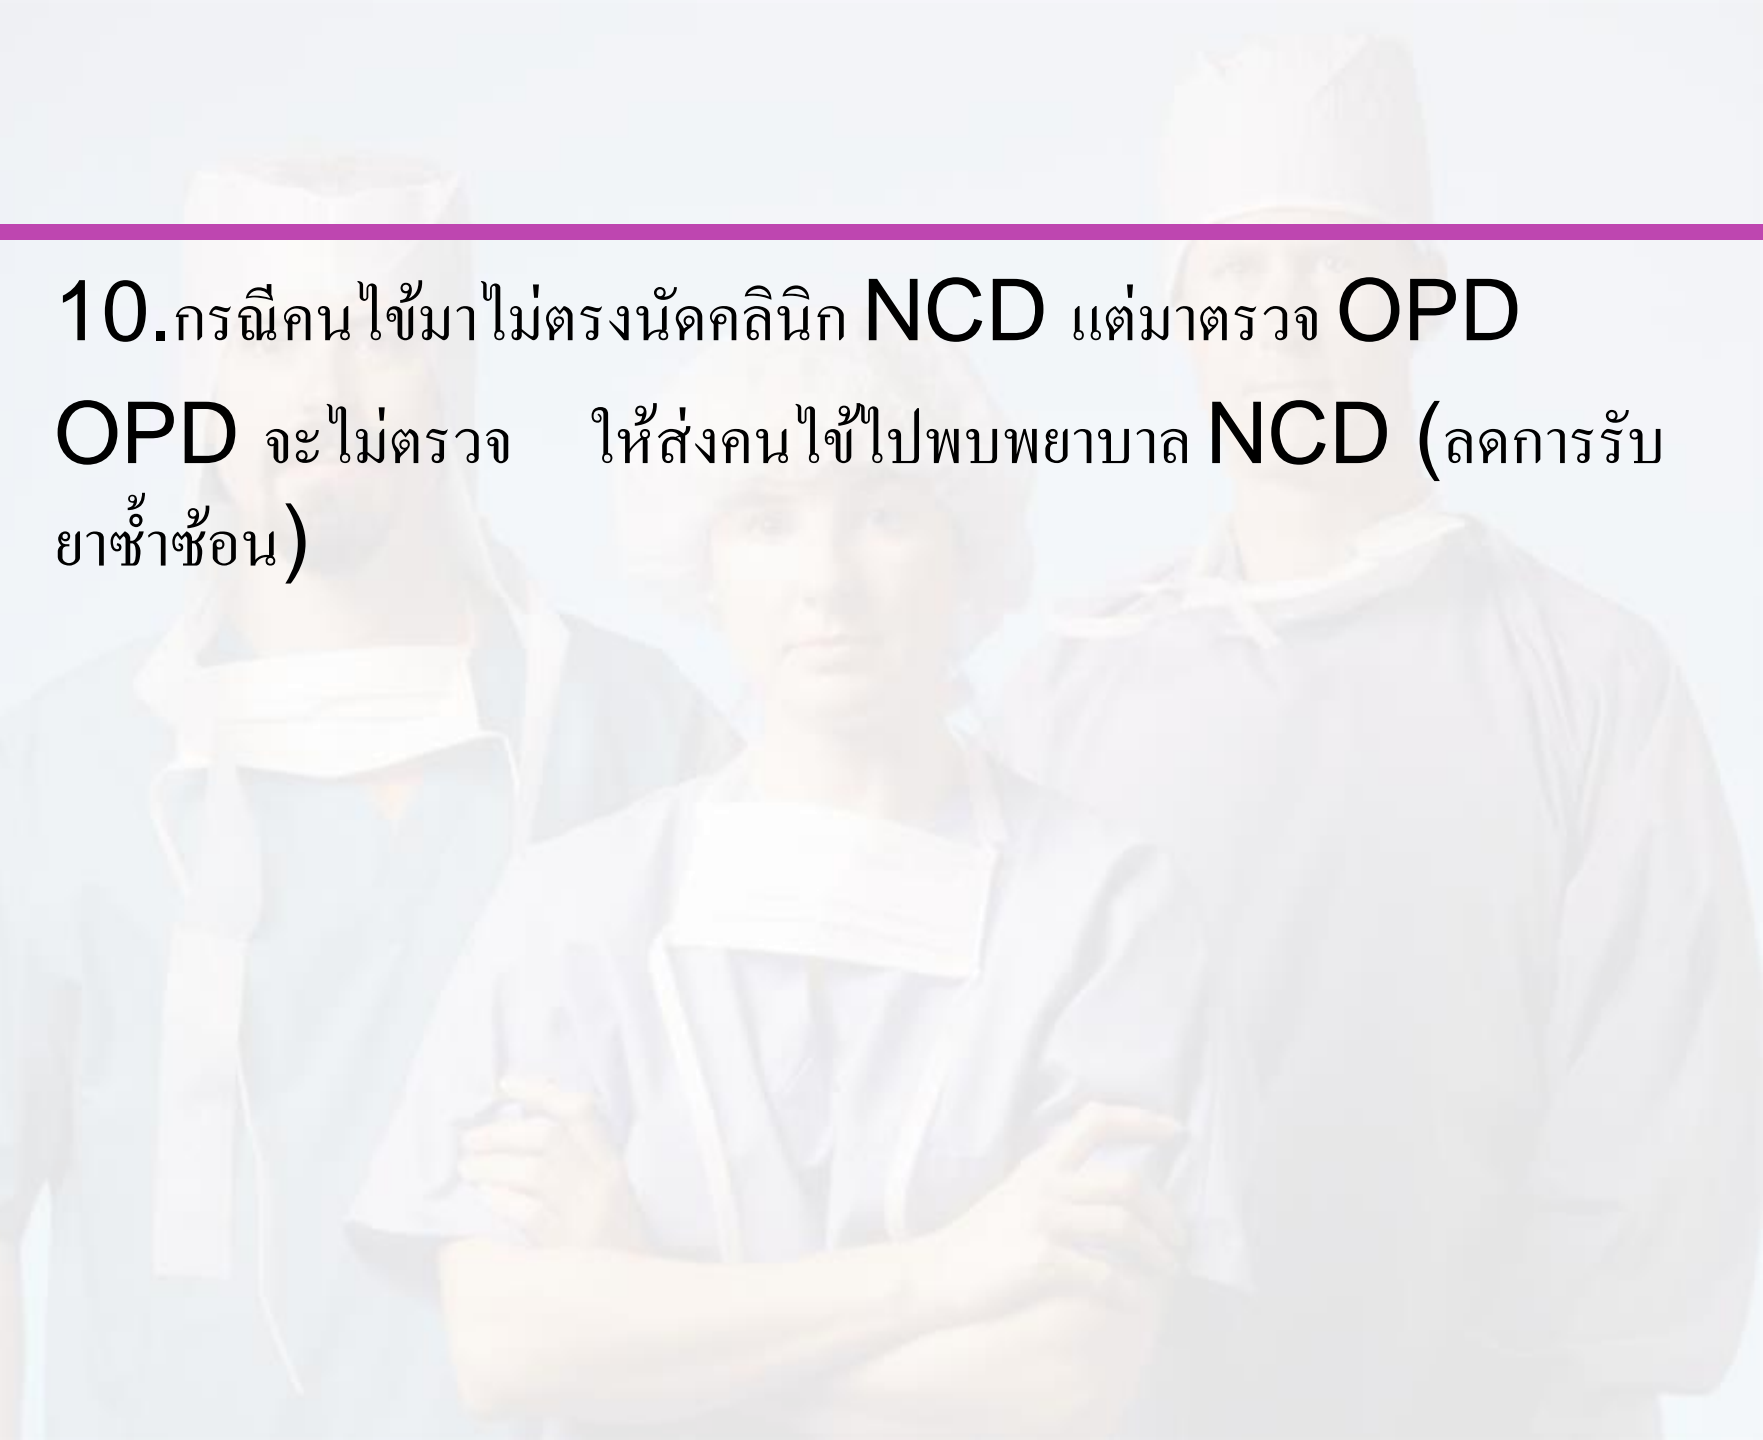 10.กรณีคนไข้มาไม่ตรงนัดคลินิก NCD แต่มาตรวจ OPD
OPD จะไม่ตรวจ ให้ส่งคนไข้ไปพบพยาบาล NCD (ลดการรับ
ยาซ้ำซ้อน)